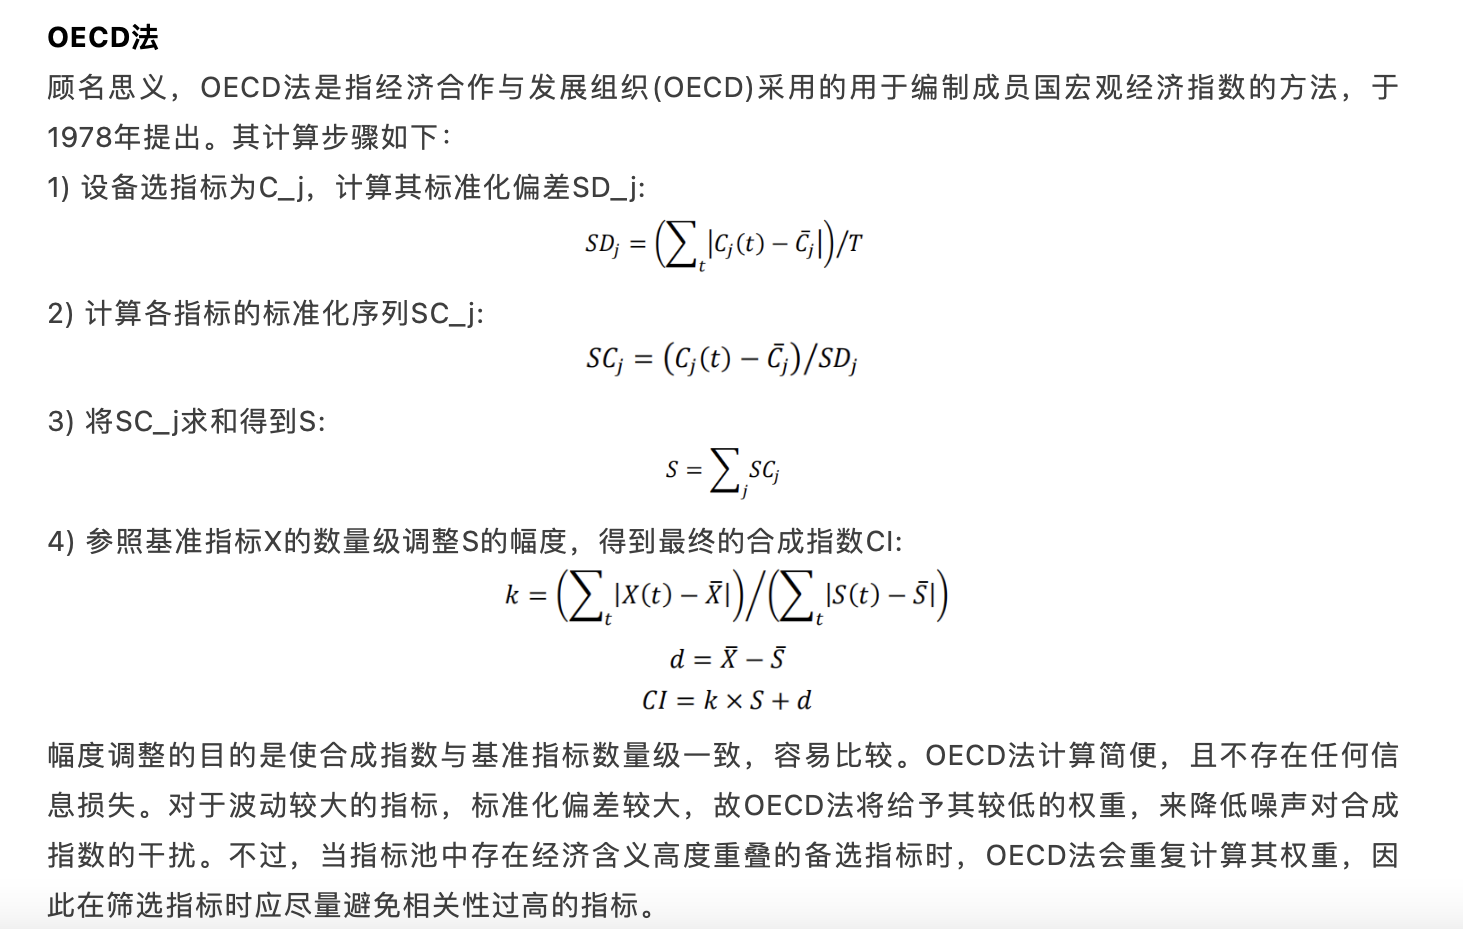 OECD法
顾名思义，OECD法是指经济合作与发展组织(OECD)采用的用于编制成员国宏观经济指数的方法，于
1978年提出。其计算步骤如下：
1) 设备选指标为C_j，计算其标准化偏差SD_j:
SD_j = (∑_t |C_j(t) − C̄_j|)/T
2) 计算各指标的标准化序列SC_j:
SC_j = (C_j(t) − C̄_j)/SD_j
3) 将SC_j求和得到S:
S = ∑_j SC_j
4) 参照基准指标X的数量级调整S的幅度，得到最终的合成指数CI:
k = (∑_t |X(t) − X̄|)/(∑_t |S(t) − S̄|)
d = X̄ − S̄
CI = k × S + d
幅度调整的目的是使合成指数与基准指标数量级一致，容易比较。OECD法计算简便，且不存在任何信
息损失。对于波动较大的指标，标准化偏差较大，故OECD法将给予其较低的权重，来降低噪声对合成
指数的干扰。不过，当指标池中存在经济含义高度重叠的备选指标时，OECD法会重复计算其权重，因
此在筛选指标时应尽量避免相关性过高的指标。